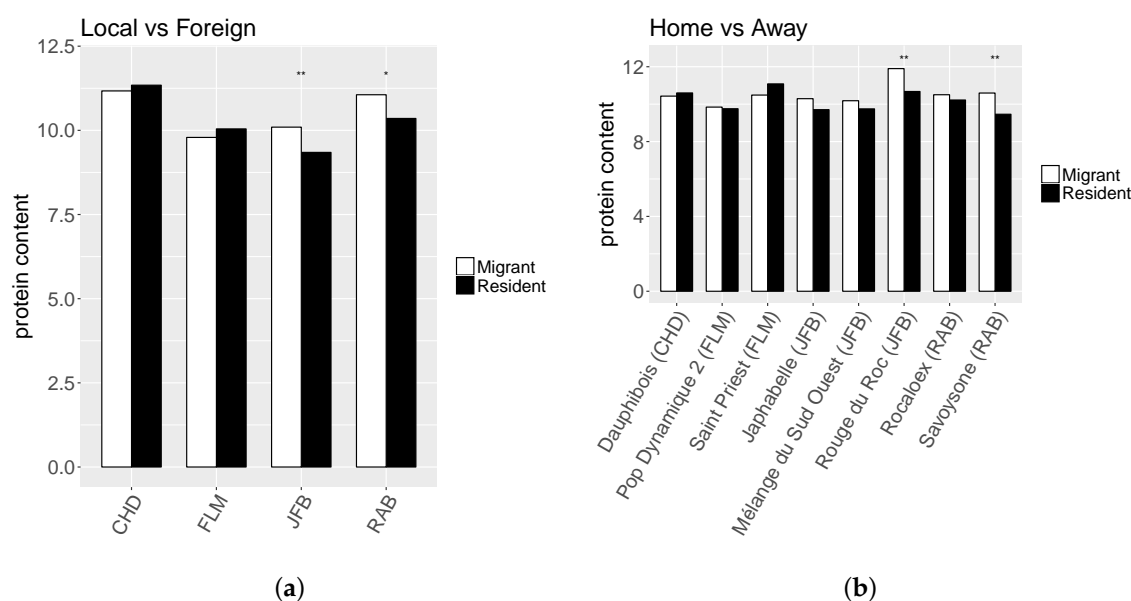 Local vs Foreign
12.5
10.0
7.5
5.0
2.5
0.0
protein content
**
*
CHD
FLM
JFB
RAB
Migrant
Resident
(a)
Home vs Away
12
8
4
0
protein content
**
**
Dauphibois (CHD)
Pop Dynamique 2 (FLM)
Saint Priest (FLM)
Japhabelle (JFB)
Mélange du Sud Ouest (JFB)
Rouge du Roc (JFB)
Rocaloex (RAB)
Savoysone (RAB)
Migrant
Resident
(b)